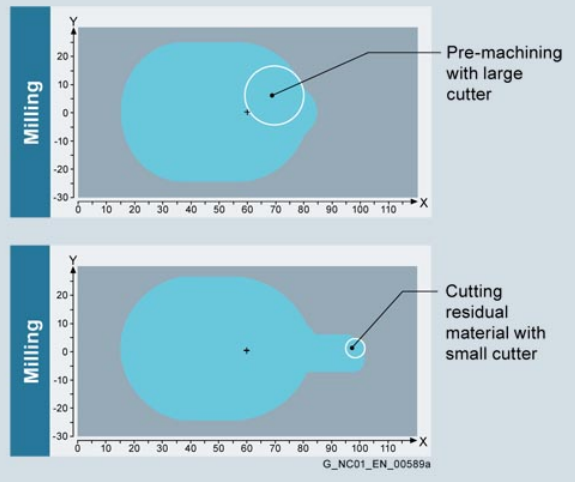 Milling
Y
20
10
0
-10
-20
-30
0 10 20 30 40 50 60 70 80 90 100 110 X
Pre-machining
with large
cutter
Milling
Y
20
10
0
-10
-20
-30
0 10 20 30 40 50 60 70 80 90 100 110 X
Cutting
residual
material with
small cutter
G_NC01_EN_00589a